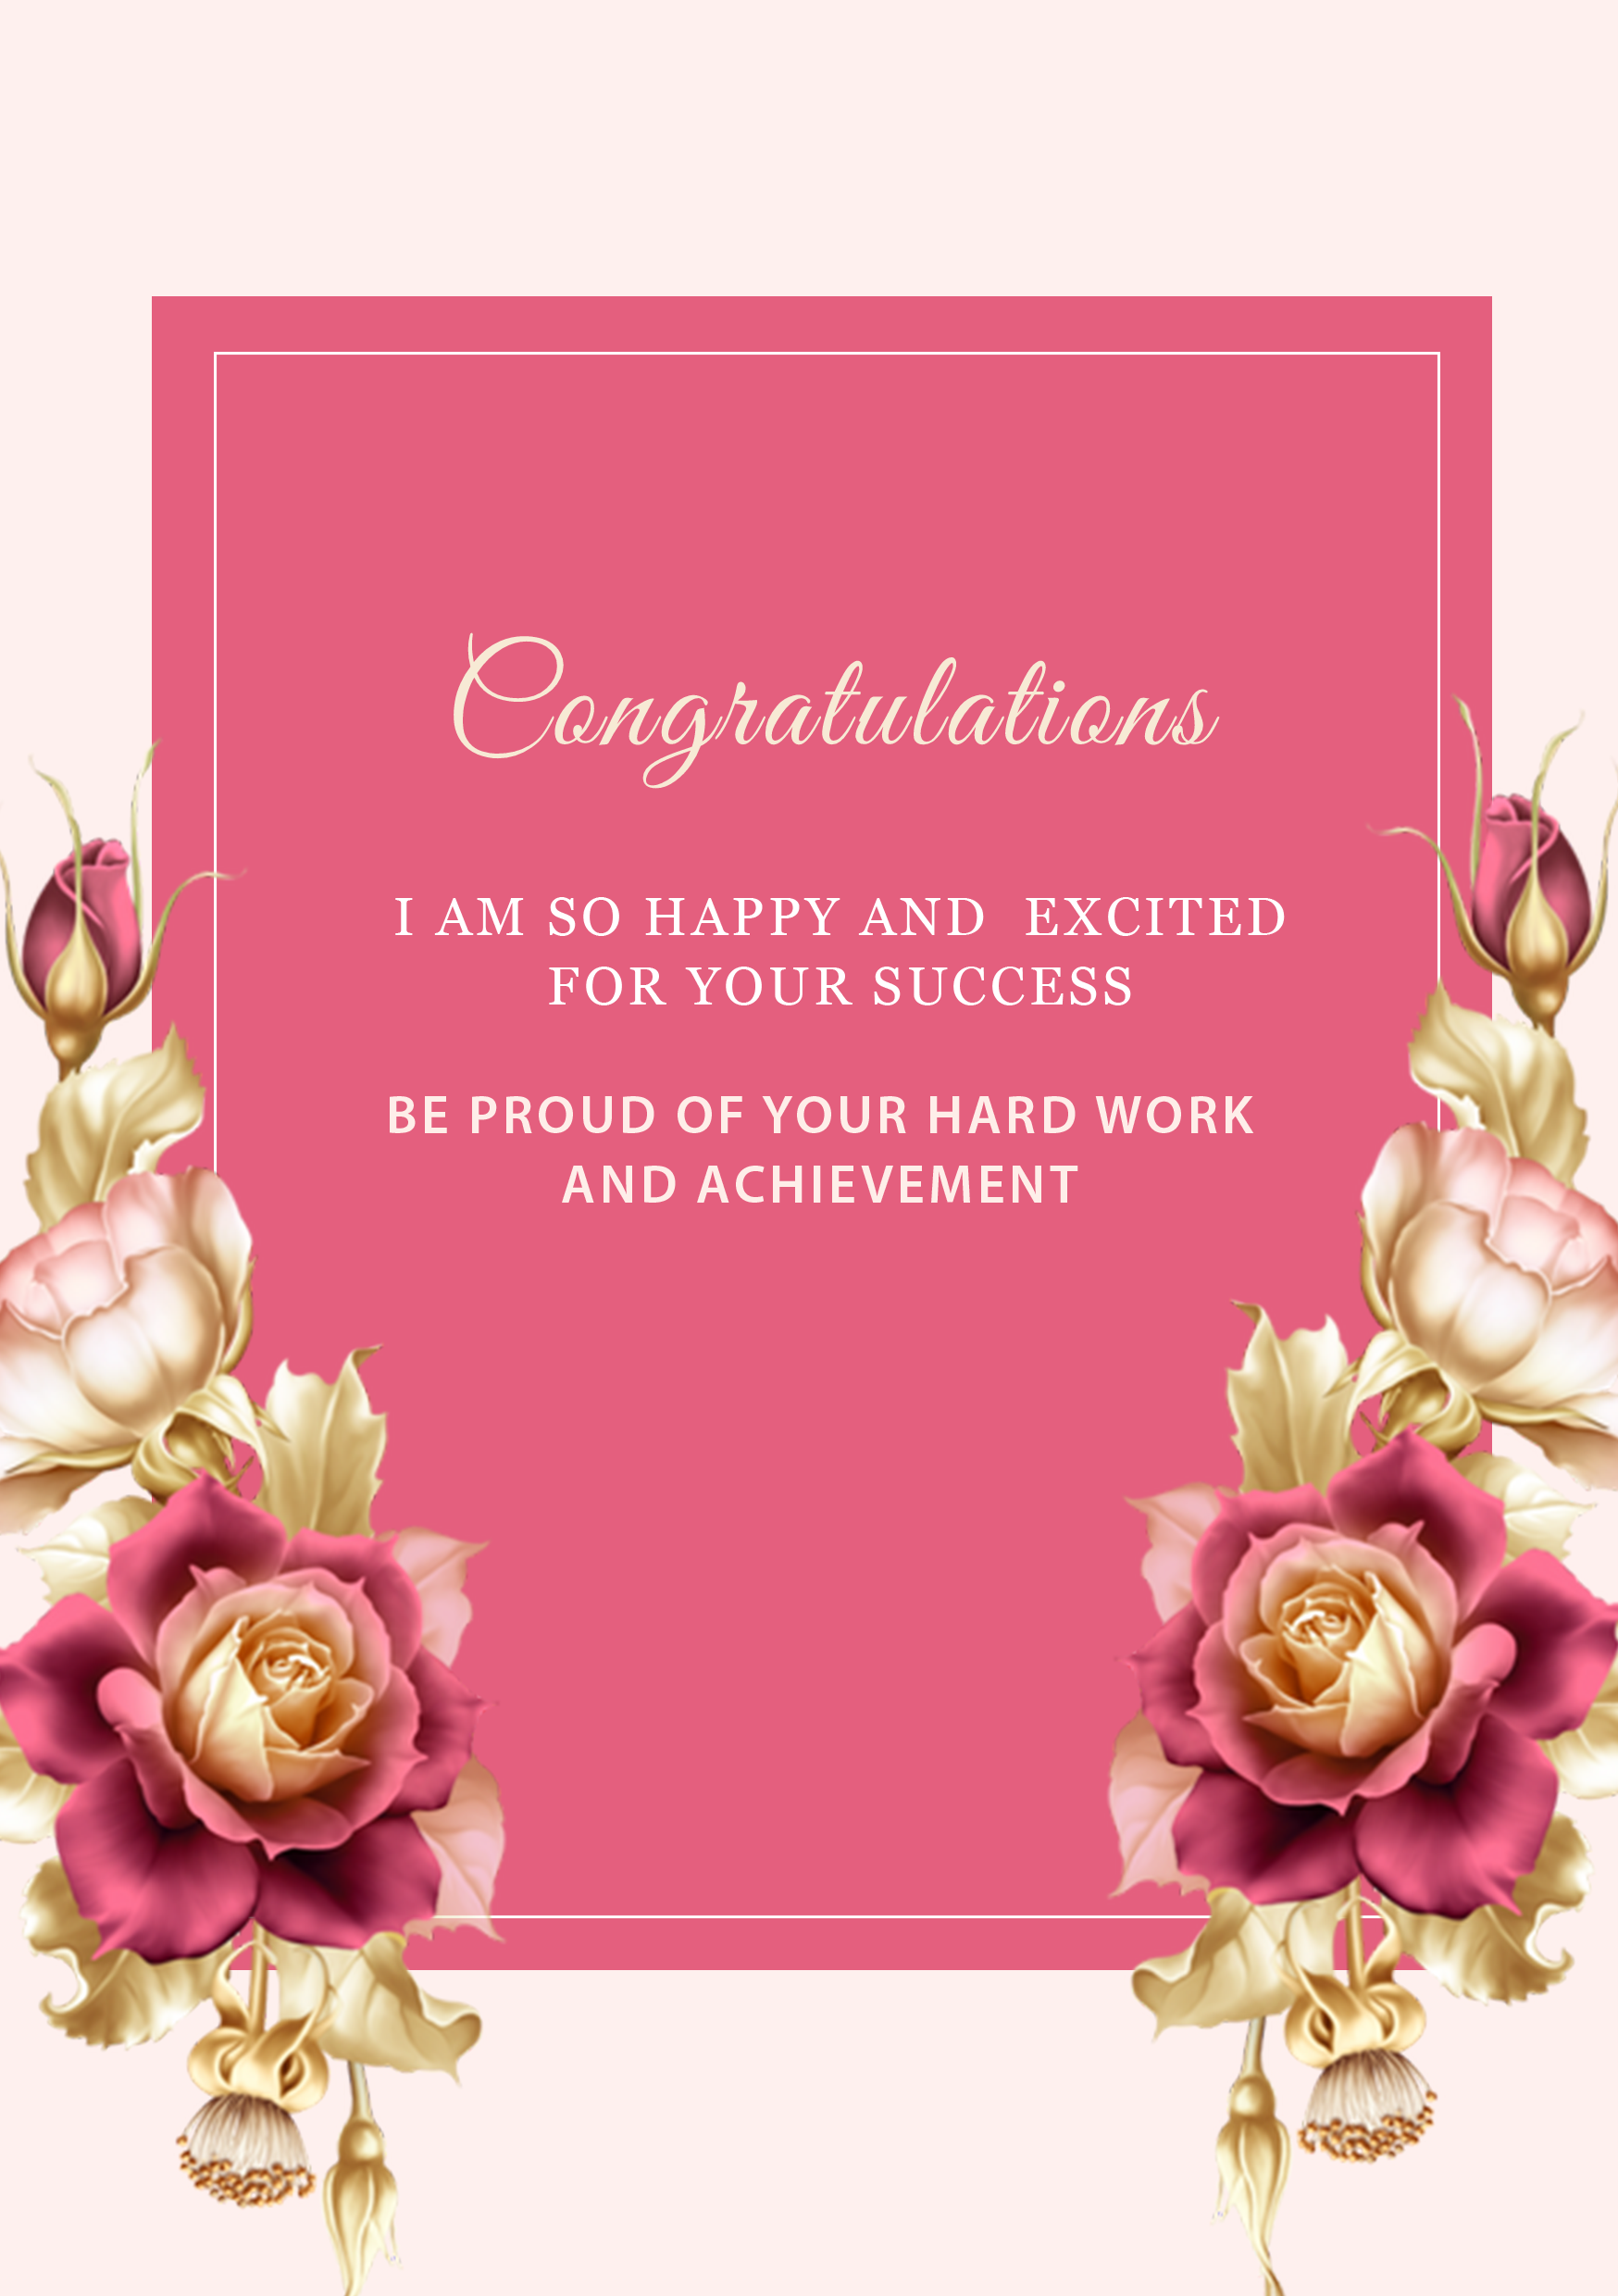 Congratulations
I AM SO HAPPY AND  EXCITED
FOR YOUR SUCCESS
BE PROUD OF YOUR HARD WORK
AND ACHIEVEMENT